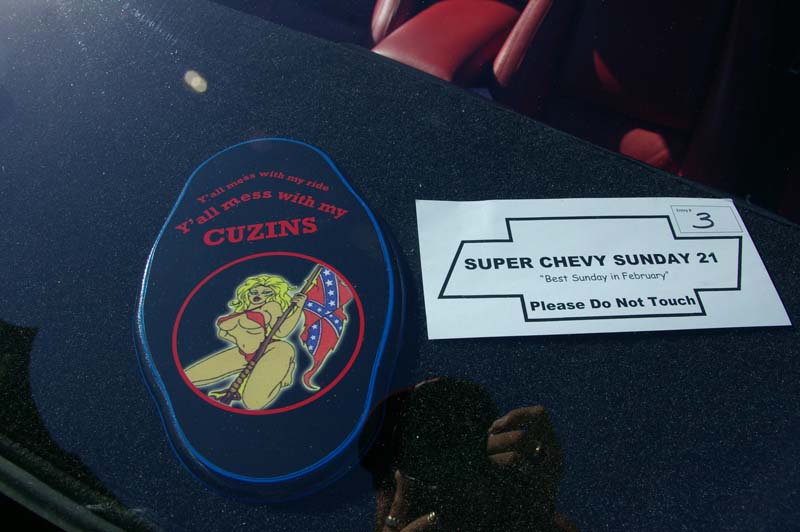 Y'all mess with my ride
Y'all mess with my
CUZINS
Entry #
3
SUPER CHEVY SUNDAY 21
"Best Sunday in February"
Please Do Not Touch